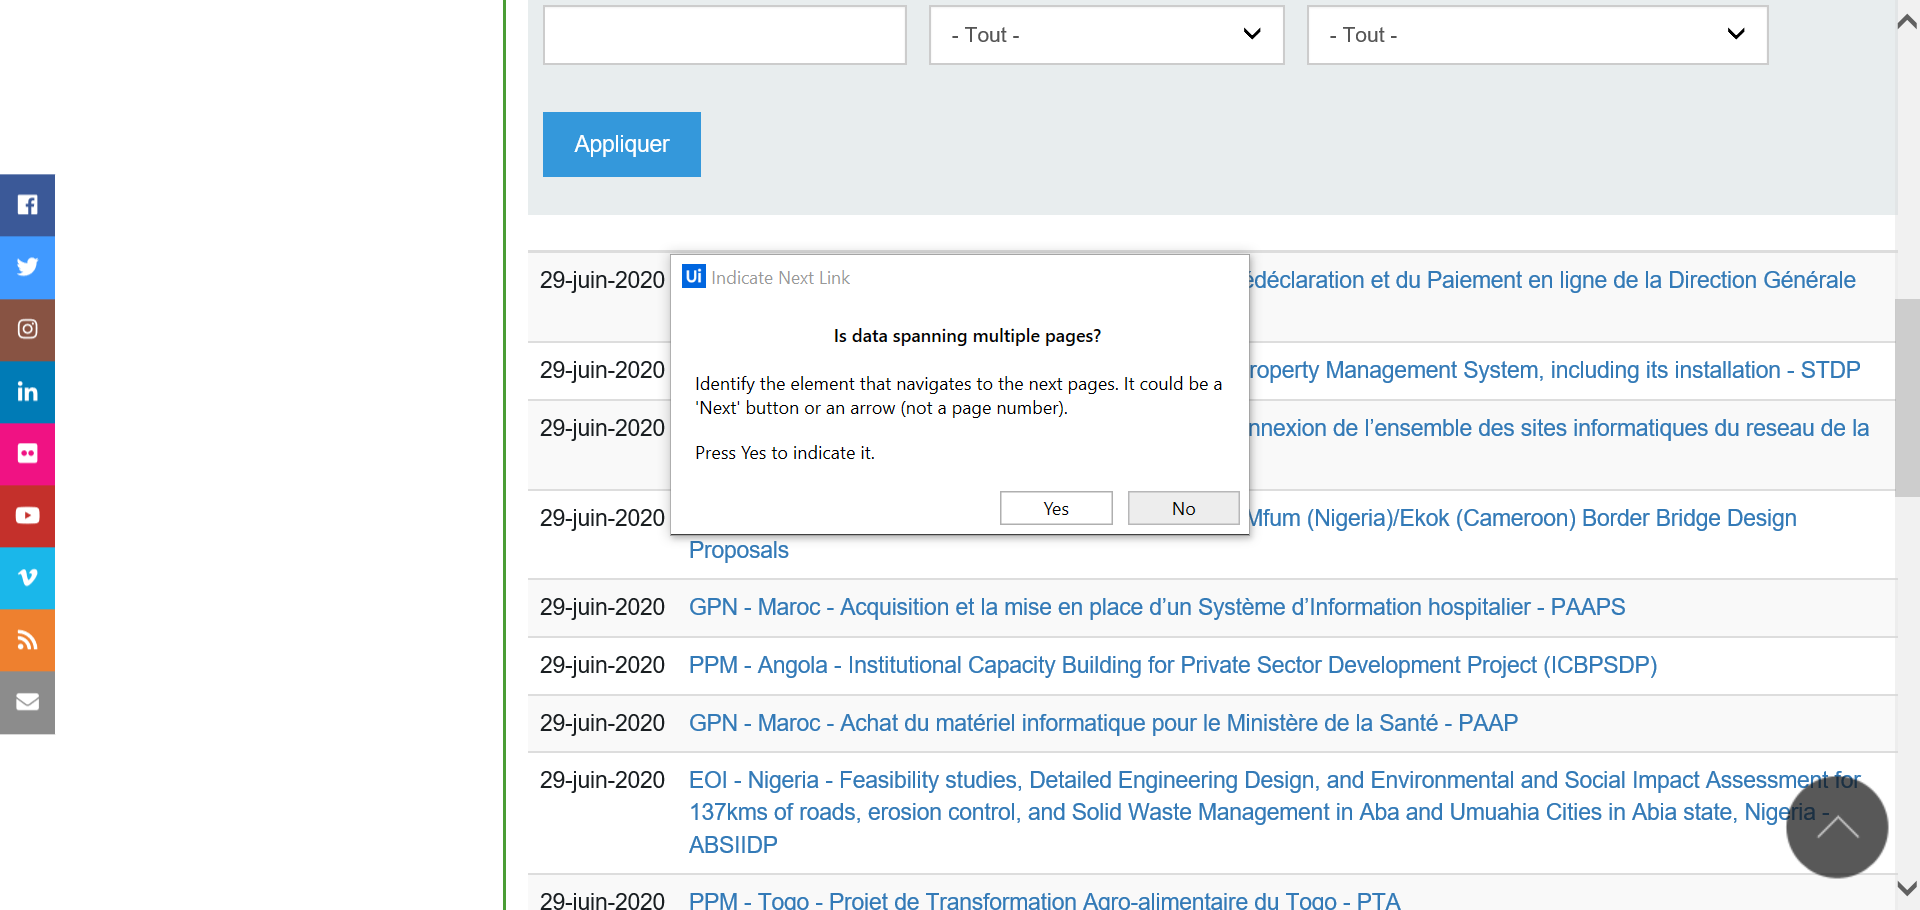 - Tout -
- Tout -
Appliquer
Ui Indicate Next Link
Is data spanning multiple pages?
Identify the element that navigates to the next pages. It could be a
'Next' button or an arrow (not a page number).
Press Yes to indicate it.
Yes
No
29-juin-2020 édéclaration et du Paiement en ligne de la Direction Générale
29-juin-2020 roperty Management System, including its installation - STDP
29-juin-2020 nnexion de l’ensemble des sites informatiques du reseau de la
29-juin-2020 Mfum (Nigeria)/Ekok (Cameroon) Border Bridge Design
Proposals
29-juin-2020 GPN - Maroc - Acquisition et la mise en place d’un Système d’Information hospitalier - PAAPS
29-juin-2020 PPM - Angola - Institutional Capacity Building for Private Sector Development Project (ICBPSDP)
29-juin-2020 GPN - Maroc - Achat du matériel informatique pour le Ministère de la Santé - PAAP
29-juin-2020 EOI - Nigeria - Feasibility studies, Detailed Engineering Design, and Environmental and Social Impact Assessment for
137kms of roads, erosion control, and Solid Waste Management in Aba and Umuahia Cities in Abia state, Nigeria -
ABSIIDP
29-juin-2020 PPM - Togo - Projet de Transformation Agro-alimentaire du Togo - PTA